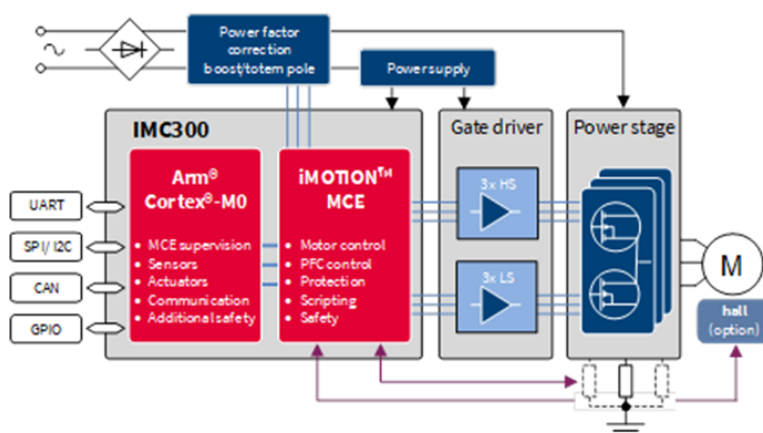 Power factor
correction
boost/totem pole
Power supply
IMC300
Gate driver
Power stage
Arm®
Cortex®-M0
iMOTION™
MCE
UART
SPI/ I2C
CAN
GPIO
• MCE supervision
• Sensors
• Actuators
• Communication
• Additional safety
• Motor control
• PFC control
• Protection
• Scripting
• Safety
3x HS
3x LS
M
hall
(option)